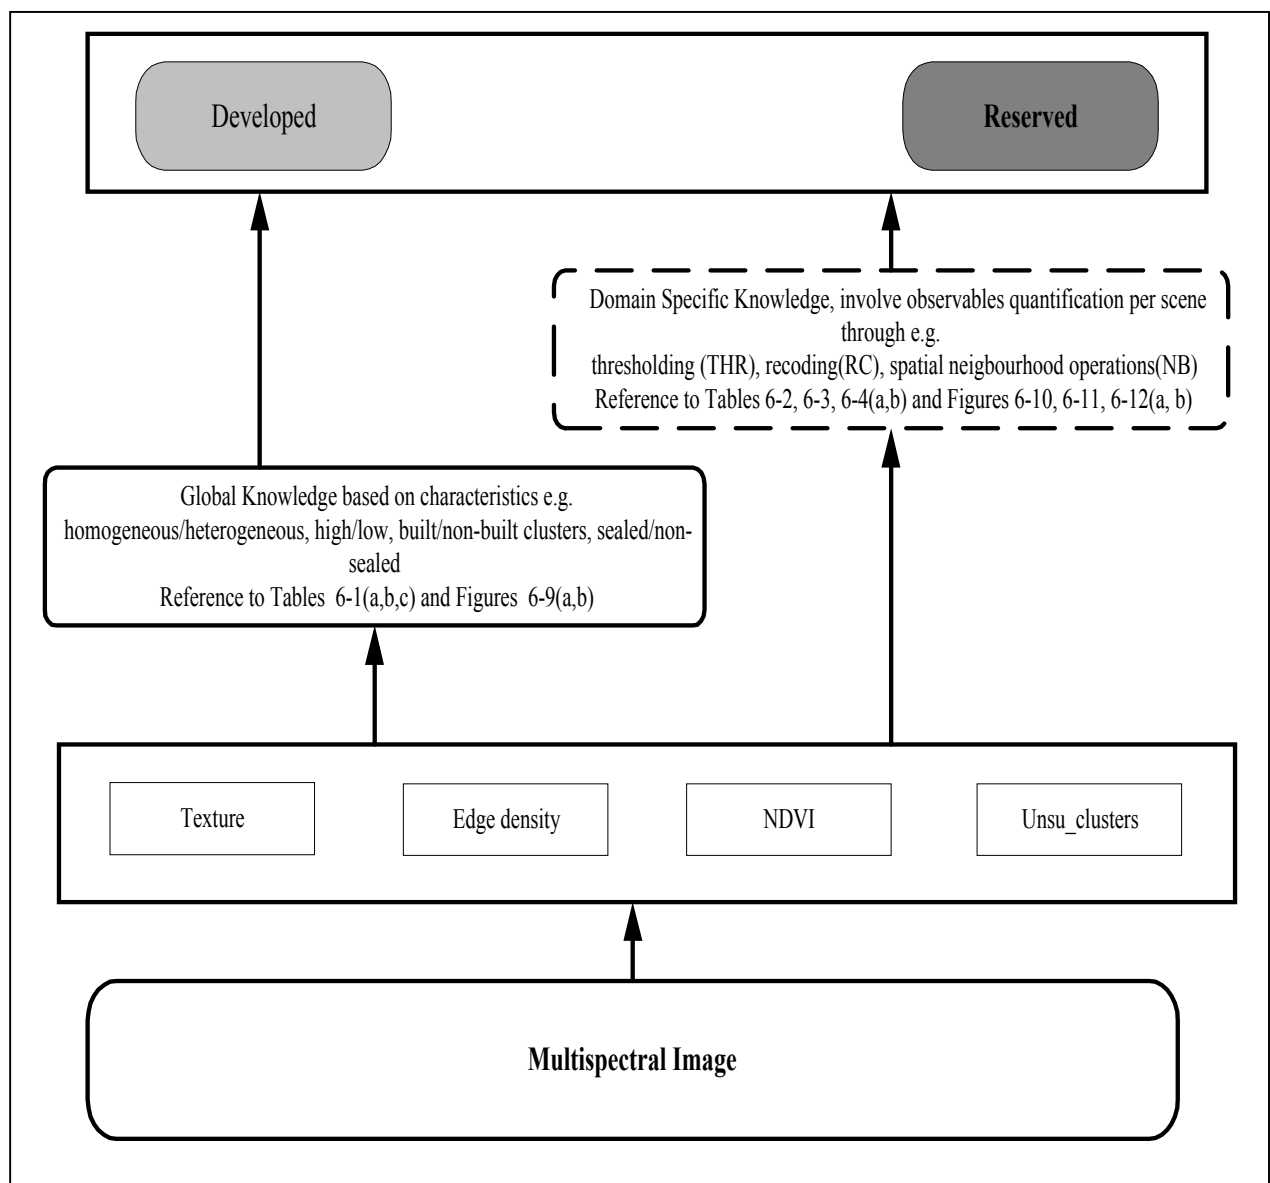 Developed
Reserved
Domain Specific Knowledge, involve observables quantification per scene
through e.g.
thresholding (THR), recoding(RC), spatial neigbourhood operations(NB)
Reference to Tables 6-2, 6-3, 6-4(a,b) and Figures 6-10, 6-11, 6-12(a, b)
Global Knowledge based on characteristics e.g.
homogeneous/heterogeneous, high/low, built/non-built clusters, sealed/non-
sealed
Reference to Tables 6-1(a,b,c) and Figures 6-9(a,b)
Texture
Edge density
NDVI
Unsu_clusters
Multispectral Image